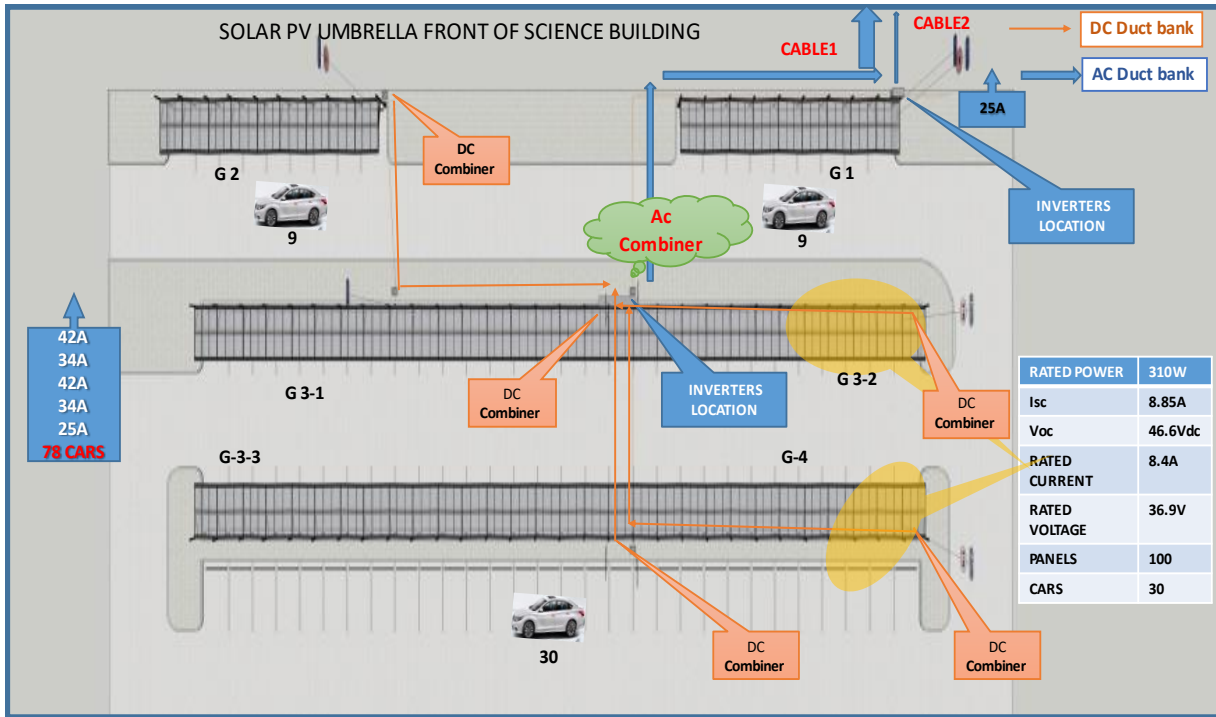 SOLAR PV UMBRELLA FRONT OF SCIENCE BUILDING
CABLE1
CABLE2
DC Duct bank
AC Duct bank
25A
DC
Combiner
G 2
G 1
9
9
INVERTERS
LOCATION
Ac
Combiner
42A
34A
42A
34A
25A
78 CARS
G 3-1
DC
Combiner
INVERTERS
LOCATION
G 3-2
DC
Combiner
RATED POWER 310W
Isc 8.85A
Voc 46.6Vdc
RATED
CURRENT 8.4A
RATED
VOLTAGE 36.9V
PANELS 100
CARS 30
G-3-3
G-4
30
DC
Combiner
DC
Combiner